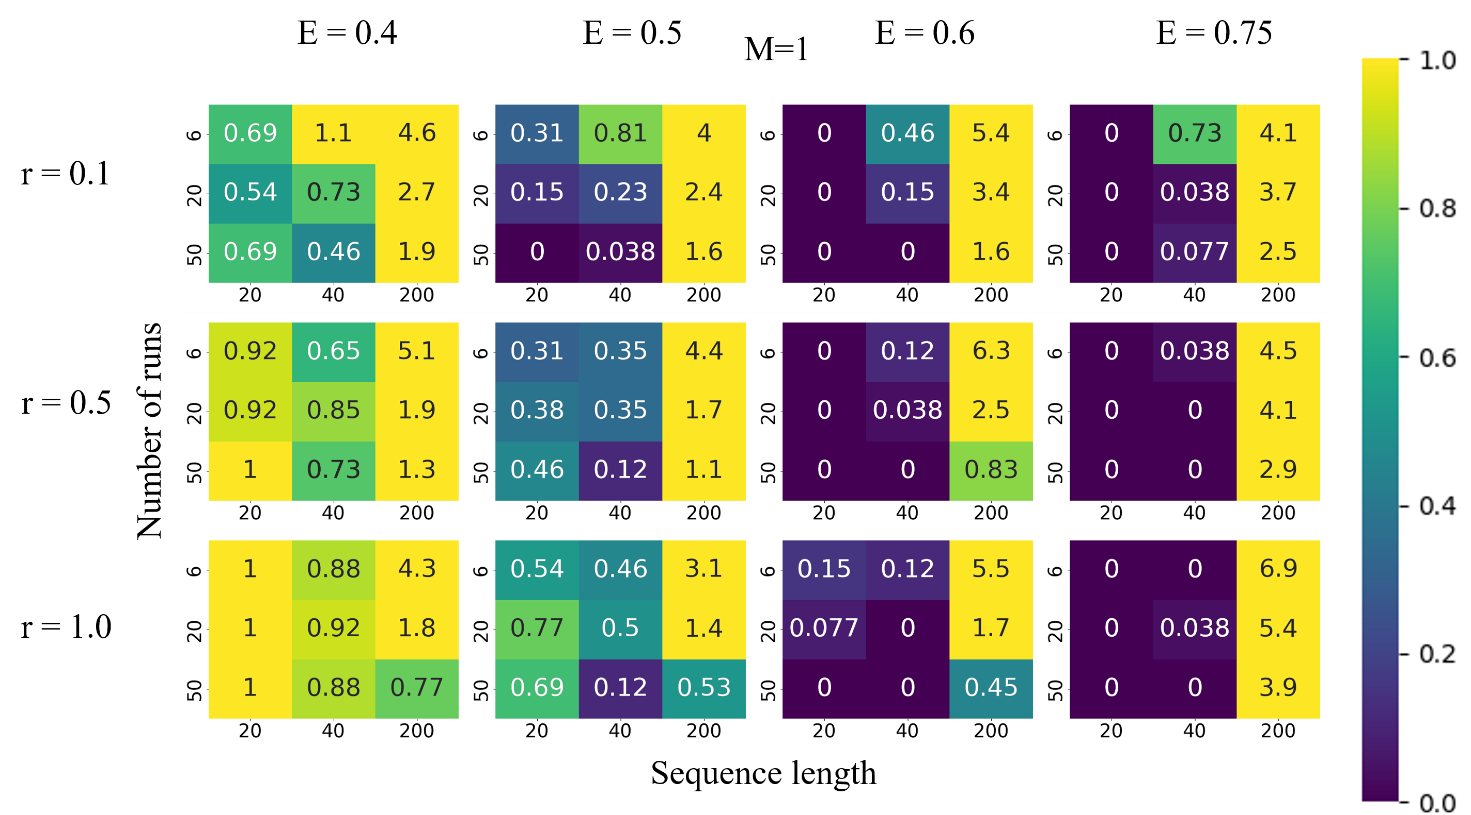 E = 0.4 E = 0.5 E = 0.6 E = 0.75
M=1
1.0
0.8
0.6
0.4
0.2
0.0
r = 0.1
6 0.69 1.1 4.6 6 0.31 0.81 4 6 0 0.46 5.4 6 0 0.73 4.1
20 0.54 0.73 2.7 20 0.15 0.23 2.4 20 0 0.15 3.4 20 0 0.038 3.7
50 0.69 0.46 1.9 50 0 0.038 1.6 50 0 0 1.6 50 0 0.077 2.5
20 40 200 20 40 200 20 40 200 20 40 200
Number of runs
r = 0.5
6 0.92 0.65 5.1 6 0.31 0.35 4.4 6 0 0.12 6.3 6 0 0.038 4.5
20 0.92 0.85 1.9 20 0.38 0.35 1.7 20 0 0.038 2.5 20 0 0 4.1
50 1 0.73 1.3 50 0.46 0.12 1.1 50 0 0 0.83 50 0 0 2.9
20 40 200 20 40 200 20 40 200 20 40 200
r = 1.0
6 1 0.88 4.3 6 0.54 0.46 3.1 6 0.15 0.12 5.5 6 0 0 6.9
20 1 0.92 1.8 20 0.77 0.5 1.4 20 0.077 0 1.7 20 0 0.038 5.4
50 1 0.88 0.77 50 0.69 0.12 0.53 50 0 0 0.45 50 0 0 3.9
20 40 200 20 40 200 20 40 200 20 40 200
Sequence length